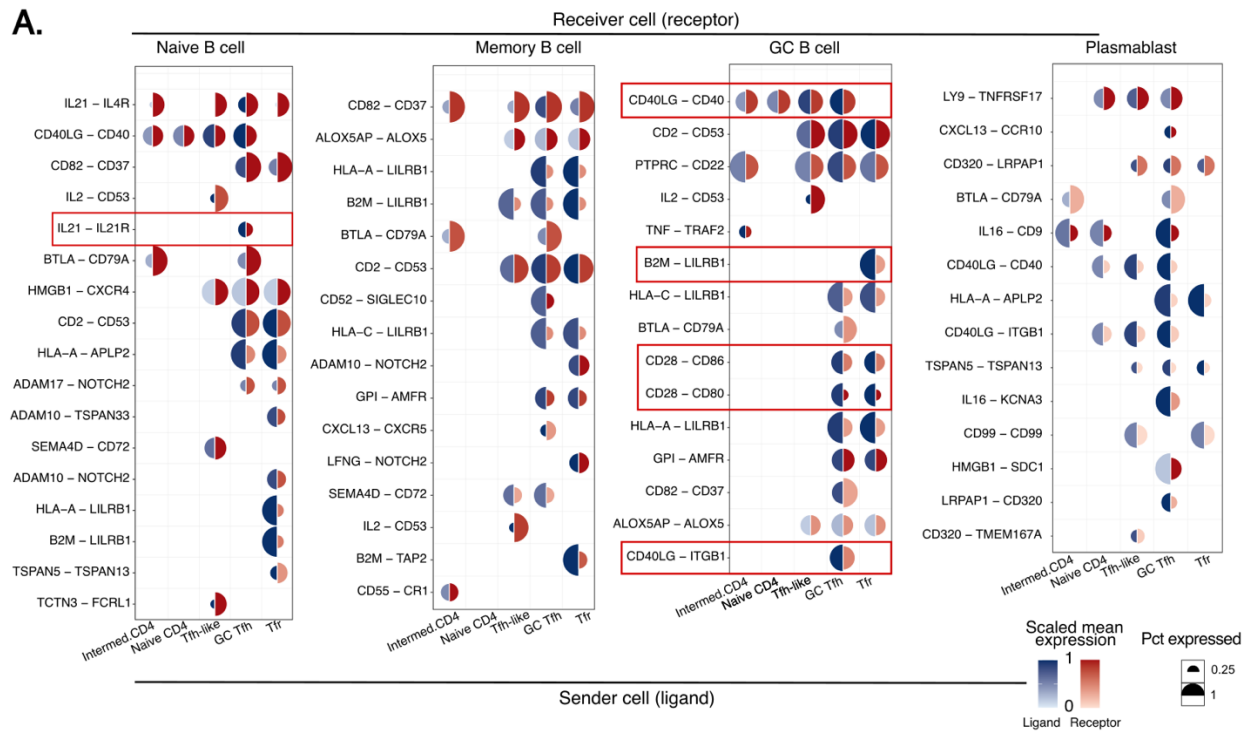 A.
Receiver cell (receptor)
Naive B cell
IL21 – IL4R
CD40LG – CD40
CD82 – CD37
IL2 – CD53
IL21 – IL21R
BTLA – CD79A
HMGB1 – CXCR4
CD2 – CD53
HLA–A – APLP2
ADAM17 – NOTCH2
ADAM10 – TSPAN33
SEMA4D – CD72
ADAM10 – NOTCH2
HLA–A – LILRB1
B2M – LILRB1
TSPAN5 – TSPAN13
TCTN3 – FCRL1
Intermed.CD4
Naive CD4
Tfh-like
GC Tfh
Tfr
Memory B cell
CD82 – CD37
ALOX5AP – ALOX5
HLA–A – LILRB1
B2M – LILRB1
BTLA – CD79A
CD2 – CD53
CD52 – SIGLEC10
HLA–C – LILRB1
ADAM10 – NOTCH2
GPI – AMFR
CXCL13 – CXCR5
LFNG – NOTCH2
SEMA4D – CD72
IL2 – CD53
B2M – TAP2
CD55 – CR1
Intermed.CD4
Naive CD4
Tfh-like
GC Tfh
Tfr
GC B cell
CD40LG – CD40
CD2 – CD53
PTPRC – CD22
IL2 – CD53
TNF – TRAF2
B2M – LILRB1
HLA–C – LILRB1
BTLA – CD79A
CD28 – CD86
CD28 – CD80
HLA–A – LILRB1
GPI – AMFR
CD82 – CD37
ALOX5AP – ALOX5
CD40LG – ITGB1
Intermed.CD4
Naive CD4
Tfh-like
GC Tfh
Tfr
Plasmablast
LY9 – TNFRSF17
CXCL13 – CCR10
CD320 – LRPAP1
BTLA – CD79A
IL16 – CD9
CD40LG – CD40
HLA–A – APLP2
CD40LG – ITGB1
TSPAN5 – TSPAN13
IL16 – KCNA3
CD99 – CD99
HMGB1 – SDC1
LRPAP1 – CD320
CD320 – TMEM167A
Intermed.CD4
Naive CD4
Tfh-like
GC Tfh
Tfr
Sender cell (ligand)
Scaled mean
expression
1
0
Ligand
Receptor
Pct expressed
0.25
1